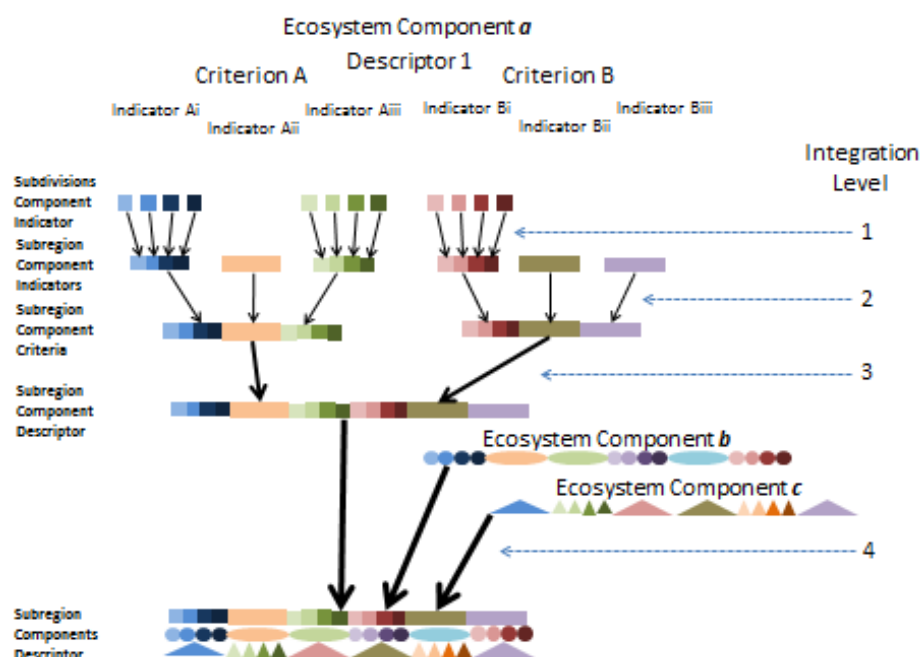 Ecosystem Component a
Descriptor 1
Criterion A
Criterion B
Indicator Ai
Indicator Aii
Indicator Aiii
Indicator Bi
Indicator Bii
Indicator Biii
Integration
Level
Subdivisions
Component
Indicator
1
Subregion
Component
Indicators
2
Subregion
Component
Criteria
3
Subregion
Component
Descriptor
Ecosystem Component b
Ecosystem Component c
4
Subregion
Components
Descriptor